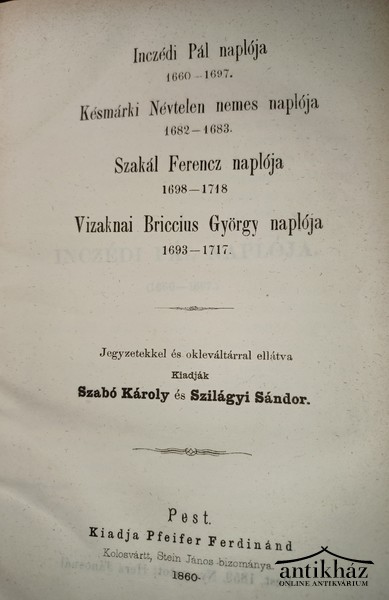 Inczédi Pál naplója
1660—1697.
Késmárki Névtelen nemes naplója
1682—1683.
Szakál Ferencz naplója
1698—1718
Vizaknai Briccius György naplója
1693—1717.
Jegyzetekkel és okleváltárral ellátva
Kiadják
Szabó Károly és Szilágyi Sándor.
Pest.
Kiadja Pfeifer Ferdinánd
Kolosvártt, Stein János bizománya.
1860.
antikház
ONLINE ANTIKVÁRIUM